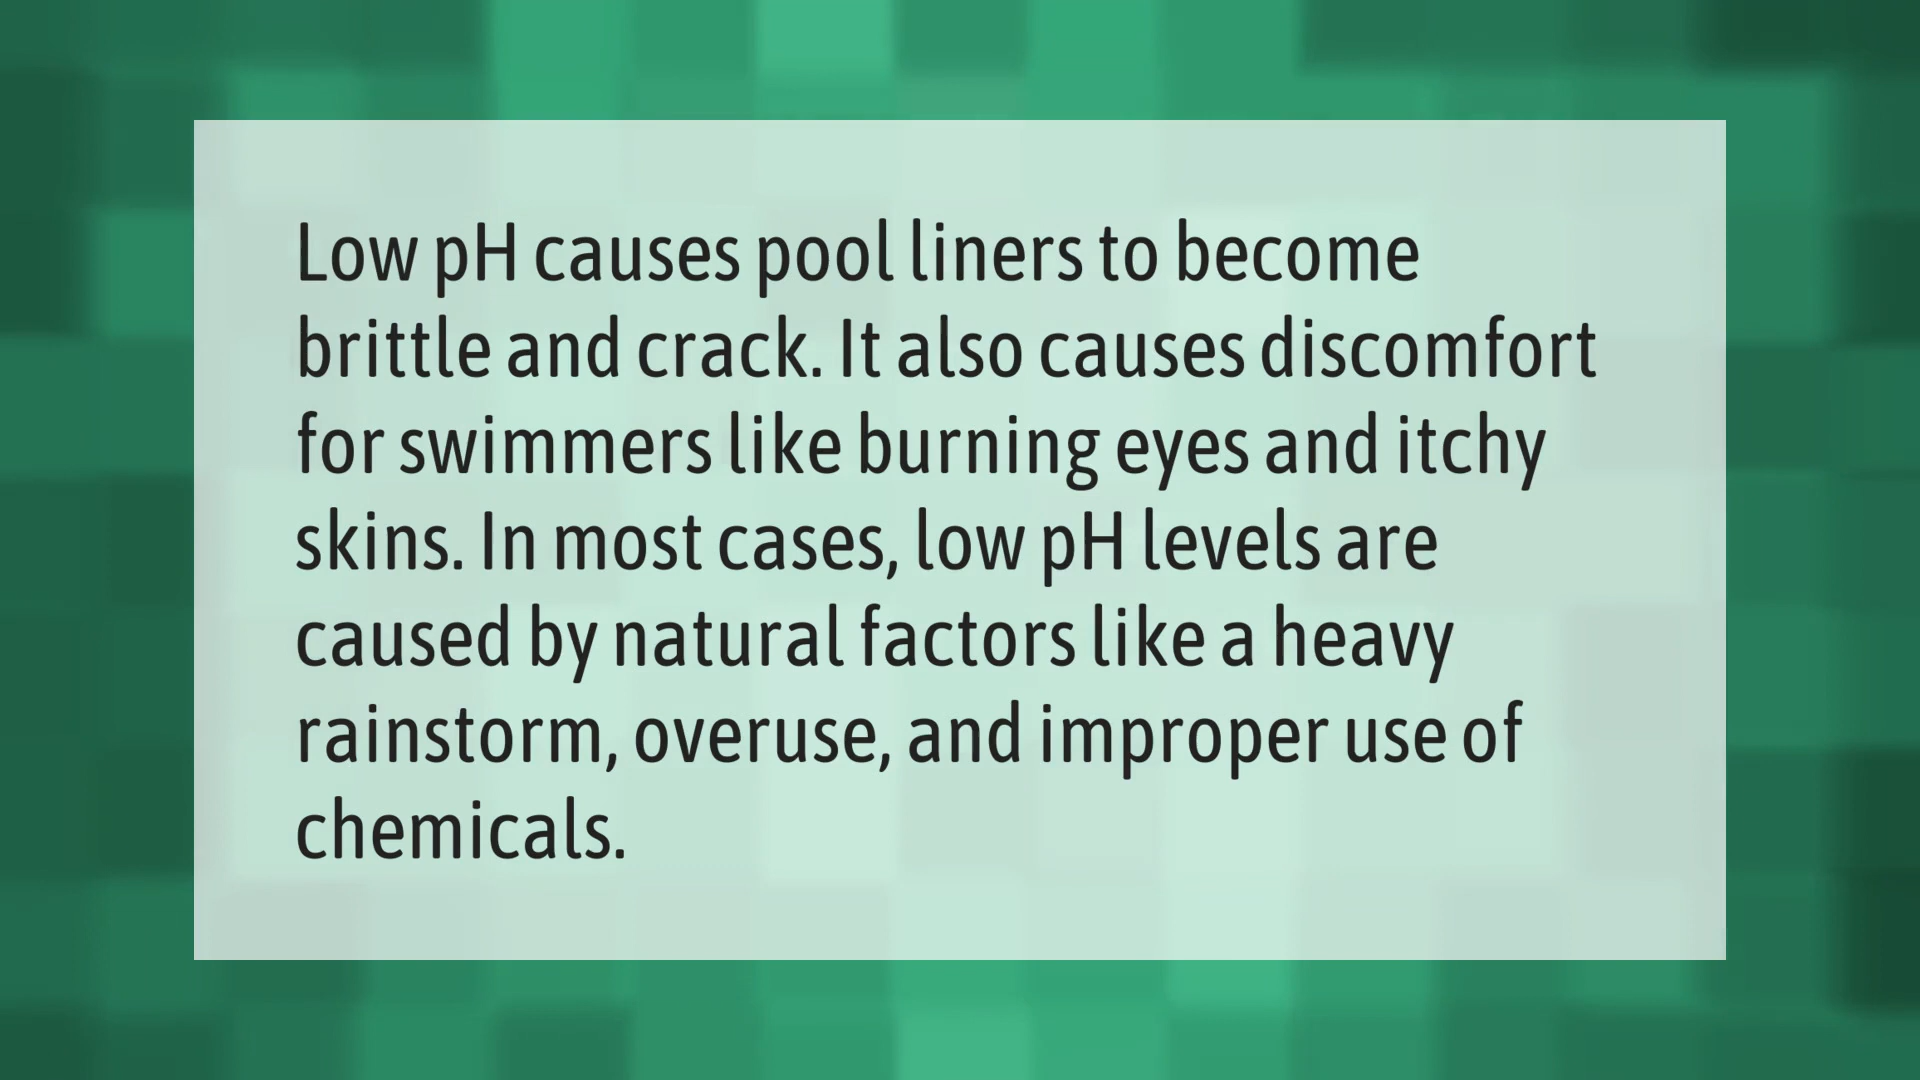 Low pH causes pool liners to become
brittle and crack. It also causes discomfort
for swimmers like burning eyes and itchy
skins. In most cases, low pH levels are
caused by natural factors like a heavy
rainstorm, overuse, and improper use of
chemicals.